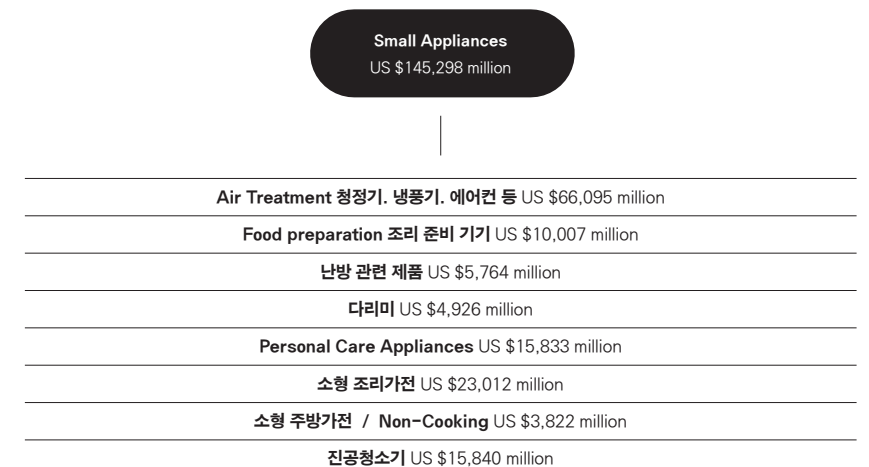 Small Appliances
US $145,298 million
Air Treatment 청정기. 냉풍기. 에어컨 등 US $66,095 million
Food preparation 조리 준비 기기 US $10,007 million
난방 관련 제품 US $5,764 million
다리미 US $4,926 million
Personal Care Appliances US $15,833 million
소형 조리가전 US $23,012 million
소형 주방가전 / Non-Cooking US $3,822 million
진공청소기 US $15,840 million